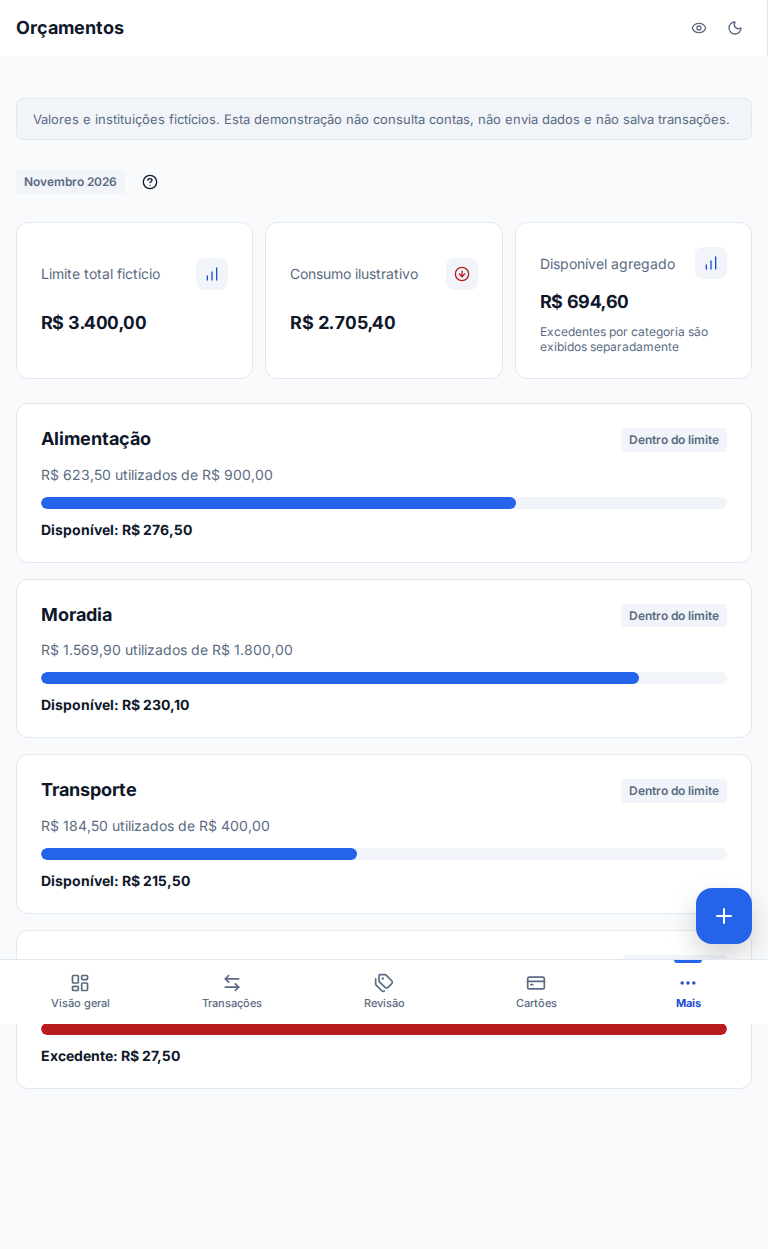 Orçamentos
Valores e instituições fictícios. Esta demonstração não consulta contas, não envia dados e não salva transações.
Novembro 2026
Limite total fictício
R$ 3.400,00
Consumo ilustrativo
R$ 2.705,40
Disponível agregado
R$ 694,60
Excedentes por categoria são
exibidos separadamente
Alimentação
Dentro do limite
R$ 623,50 utilizados de R$ 900,00
Disponível: R$ 276,50
Moradia
Dentro do limite
R$ 1.569,90 utilizados de R$ 1.800,00
Disponível: R$ 230,10
Transporte
Dentro do limite
R$ 184,50 utilizados de R$ 400,00
Disponível: R$ 215,50
Visão geral
Transações
Revisão
Cartões
Mais
Excedente: R$ 27,50